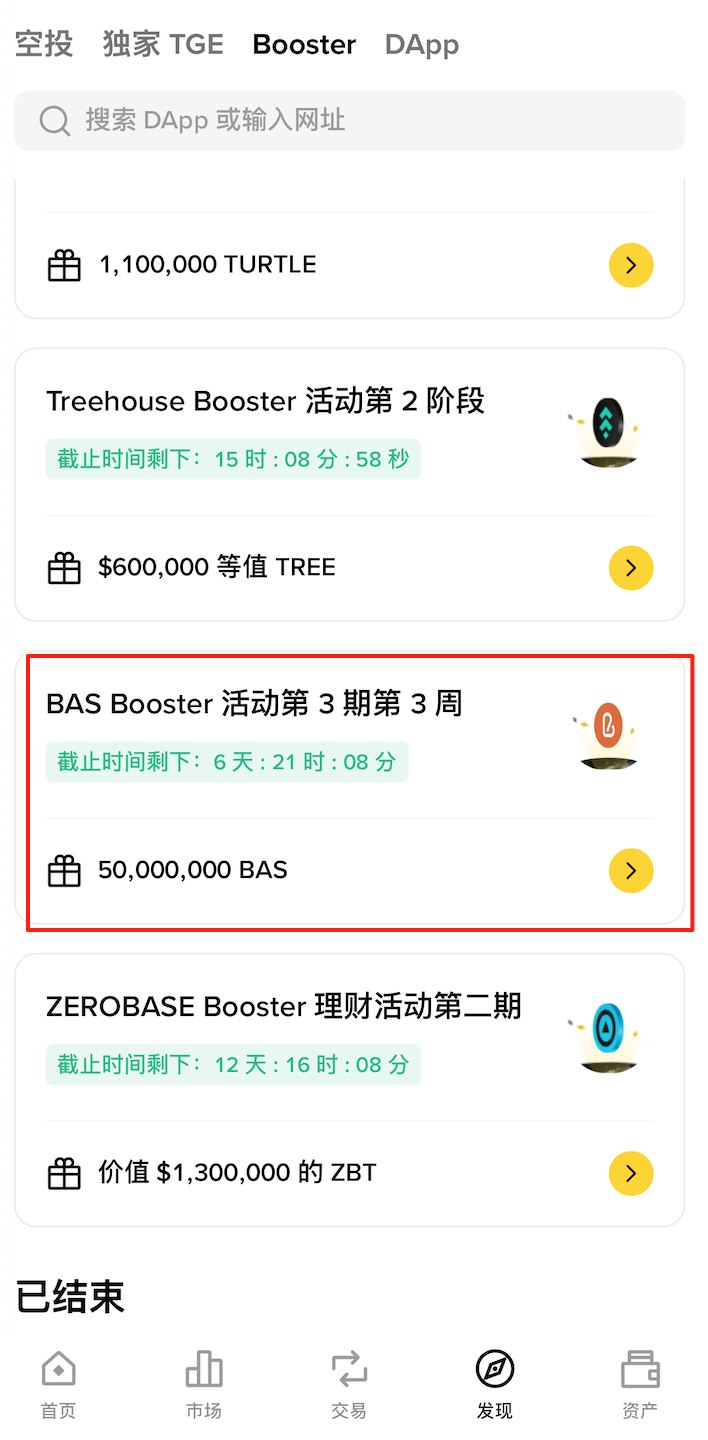 空投 独家 TGE Booster DApp
搜索 DApp 或输入网址
1,100,000 TURTLE
Treehouse Booster 活动第 2 阶段
截止时间剩下：15 时 : 08 分 : 58 秒
$600,000 等值 TREE
BAS Booster 活动第 3 期第 3 周
截止时间剩下：6 天 : 21 时 : 08 分
50,000,000 BAS
ZEROBASE Booster 理财活动第二期
截止时间剩下：12 天 : 16 时 : 08 分
价值 $1,300,000 的 ZBT
已结束
首页 市场 交易 发现 资产